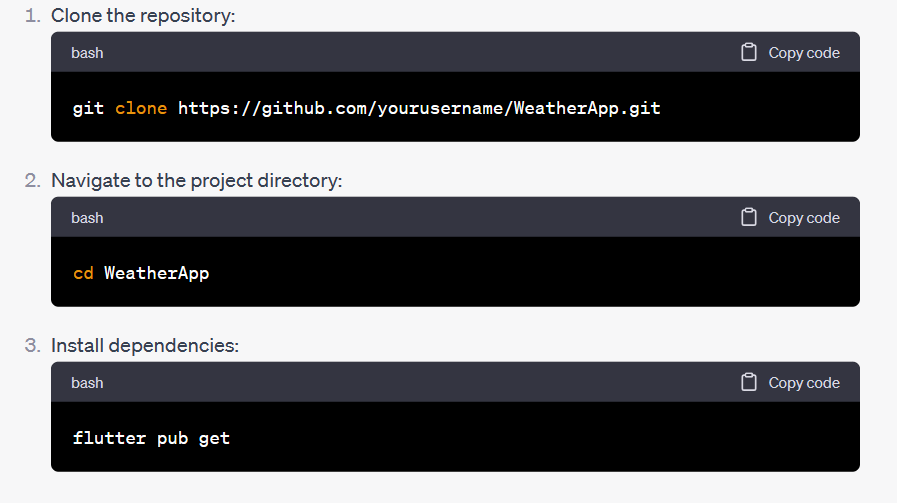 1. Clone the repository:
bash Copy code
git clone https://github.com/yourusername/WeatherApp.git
2. Navigate to the project directory:
bash Copy code
cd WeatherApp
3. Install dependencies:
bash Copy code
flutter pub get